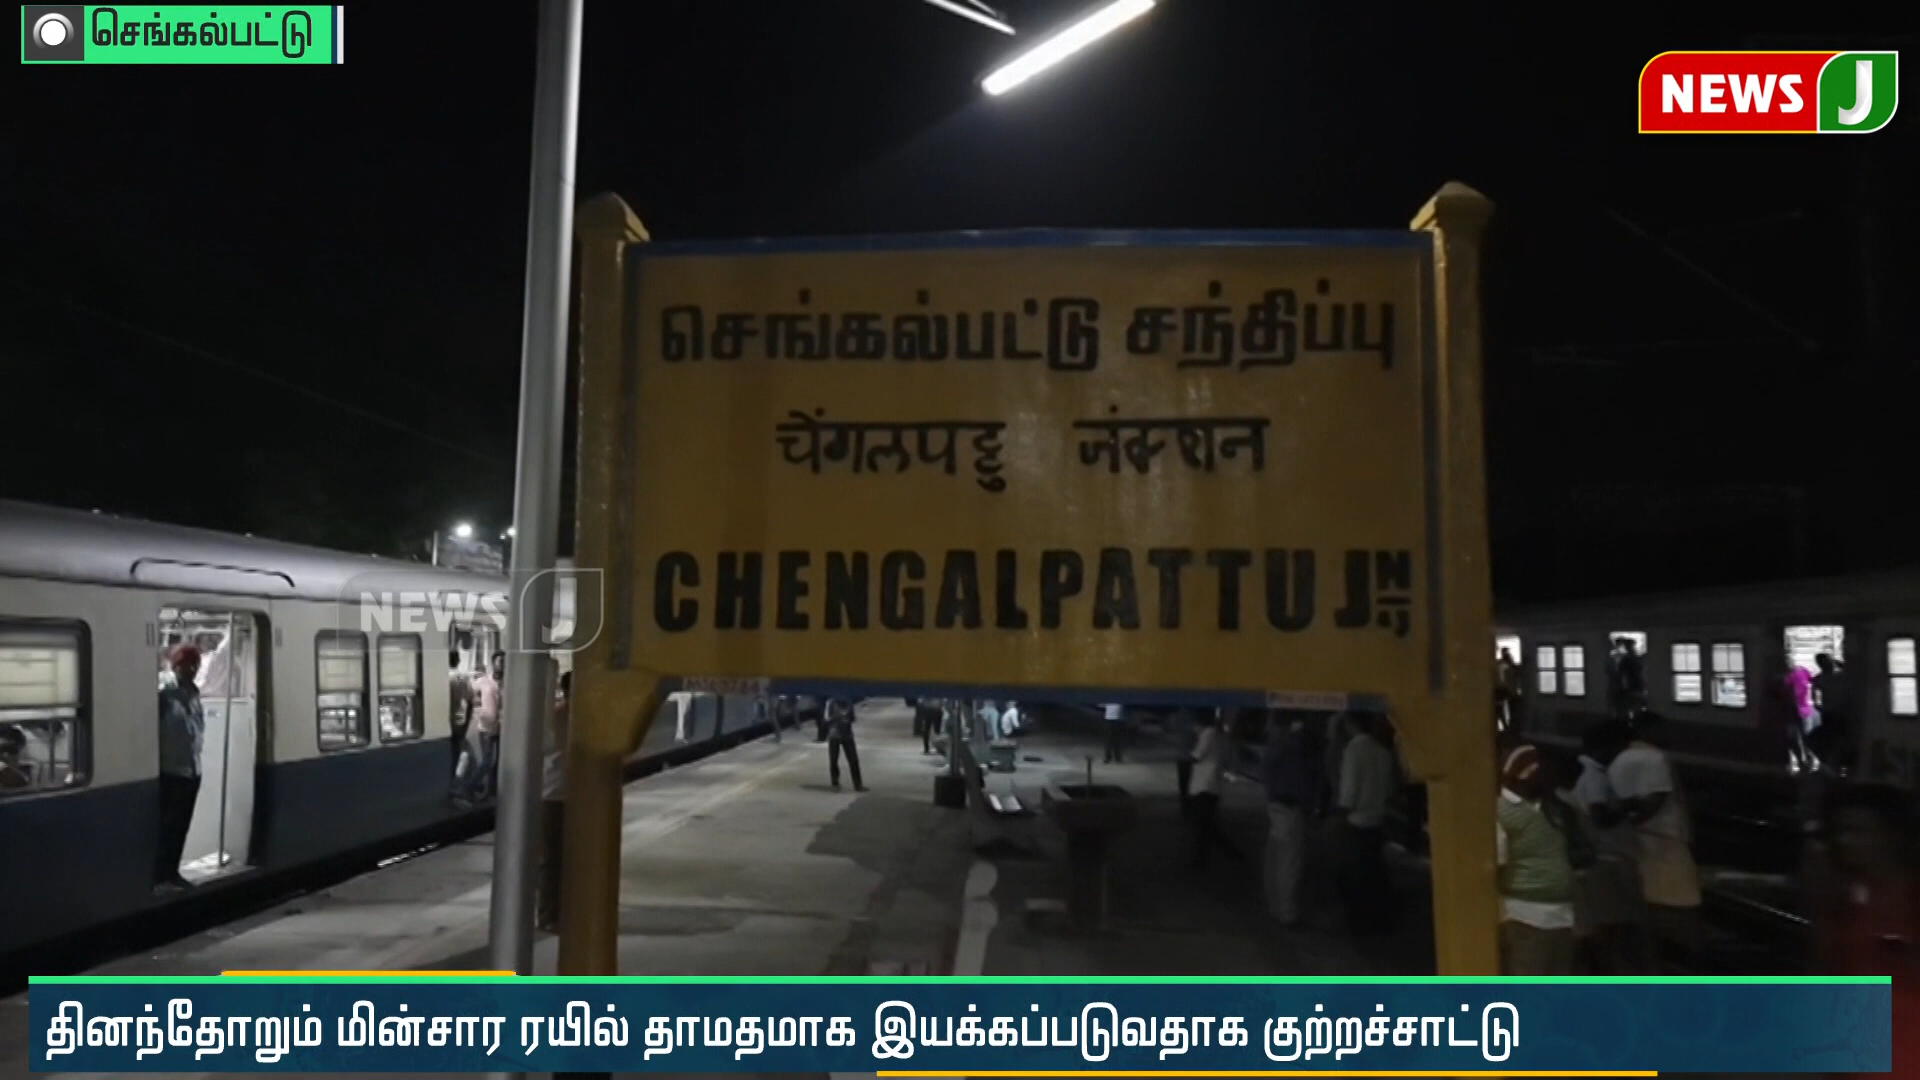 செங்கல்பட்டு
NEWS J
செங்கல்பட்டு சந்திப்பு
चेंगलपट्टु जंक्शन
CHENGALPATTU JN.;
NEWS J
தினந்தோறும் மின்சார ரயில் தாமதமாக இயக்கப்படுவதாக குற்றச்சாட்டு